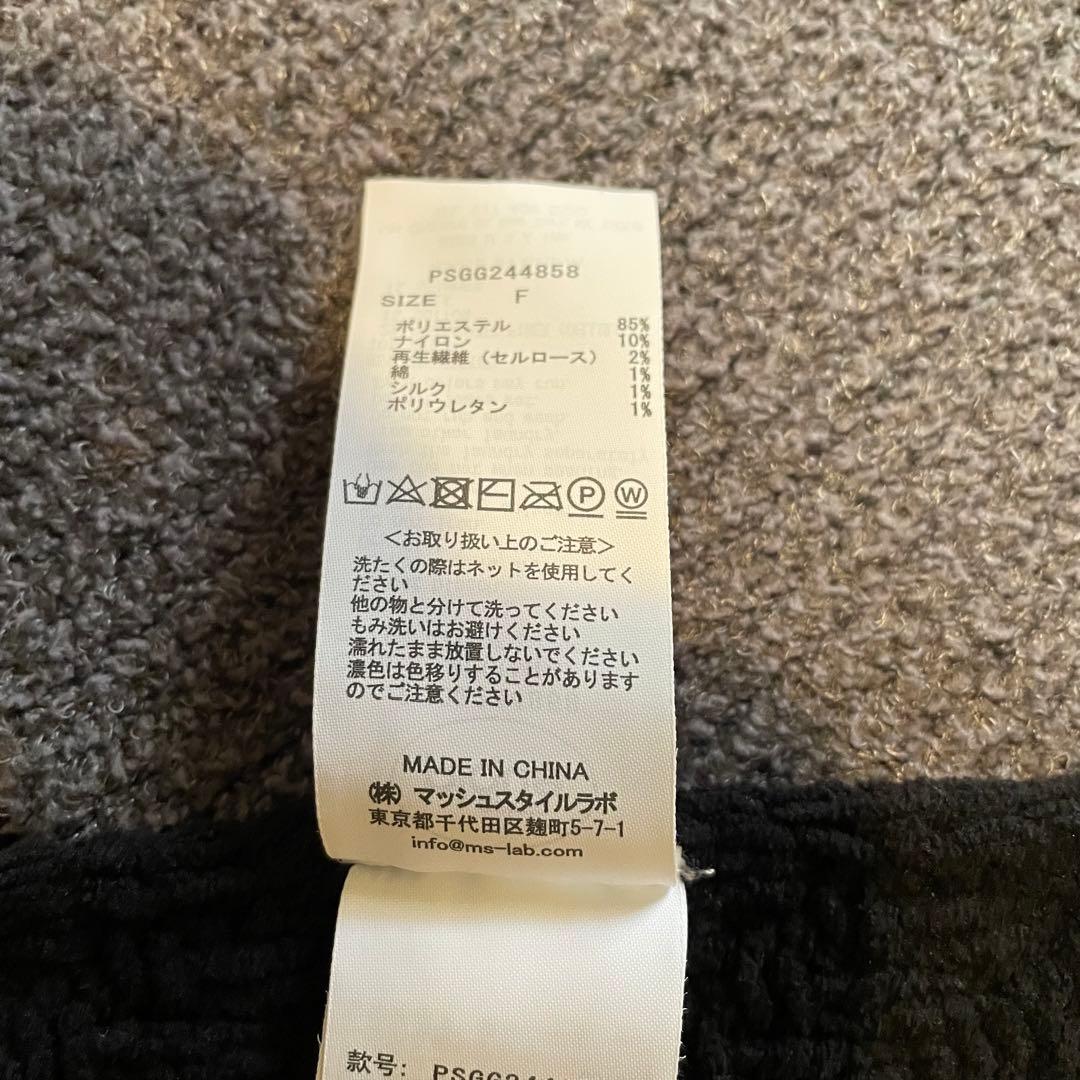 PSGG244858
SIZE F
ポリエステル 85%
ナイロン 10%
再生繊維（セルロース） 2%
綿 1%
シルク 1%
ポリウレタン 1%
P W
＜お取り扱い上のご注意＞
洗たくの際はネットを使用してく
ださい
他の物と分けて洗ってください
もみ洗いはお避けください
濡れたまま放置しないでください
濃色は色移りすることがあります
のでご注意ください
MADE IN CHINA
㈱ マッシュスタイルラボ
東京都千代田区麹町5-7-1
info@ms-lab.com
款号: